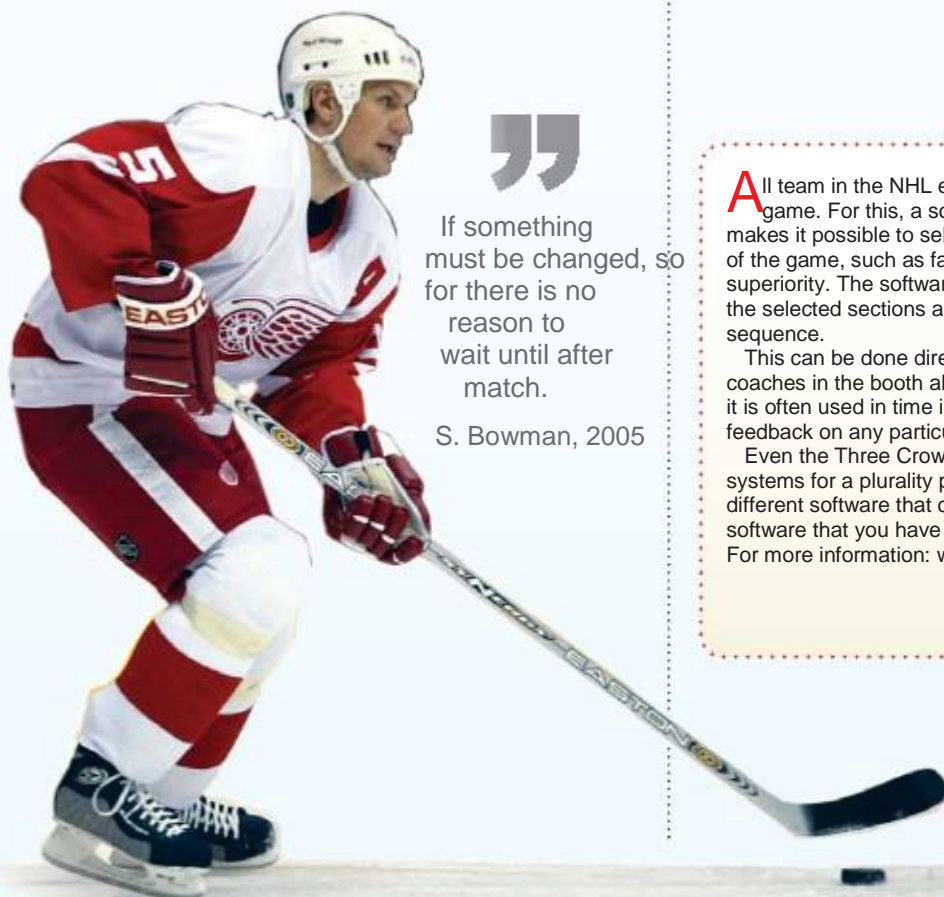 If something
must be changed, so
for there is no
reason to
wait until after
match.
S. Bowman, 2005
All team in the NHL e
game. For this, a so
makes it possible to sel
of the game, such as fa
superiority. The softwar
the selected sections a
sequence.
This can be done dire
coaches in the booth al
it is often used in time i
feedback on any particu
Even the Three Crow
systems for a plurality p
different software that c
software that you have
For more information: w
5
EASTO
EASTON